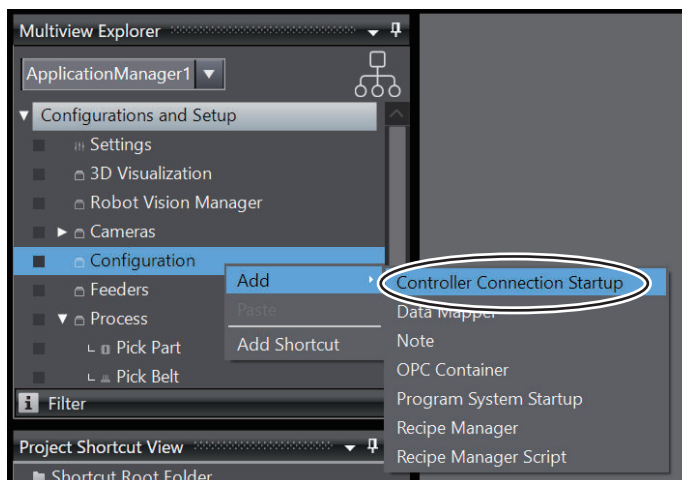 Multiview Explorer
ApplicationManager1
Configurations and Setup
Settings
3D Visualization
Robot Vision Manager
Cameras
Configuration
Feeders
Process
Pick Part
Pick Belt
Add
Paste
Add Shortcut
Controller Connection Startup
Data Mapper
Note
OPC Container
Program System Startup
Recipe Manager
Recipe Manager Script
Filter
Project Shortcut View
Shortcut Root Folder